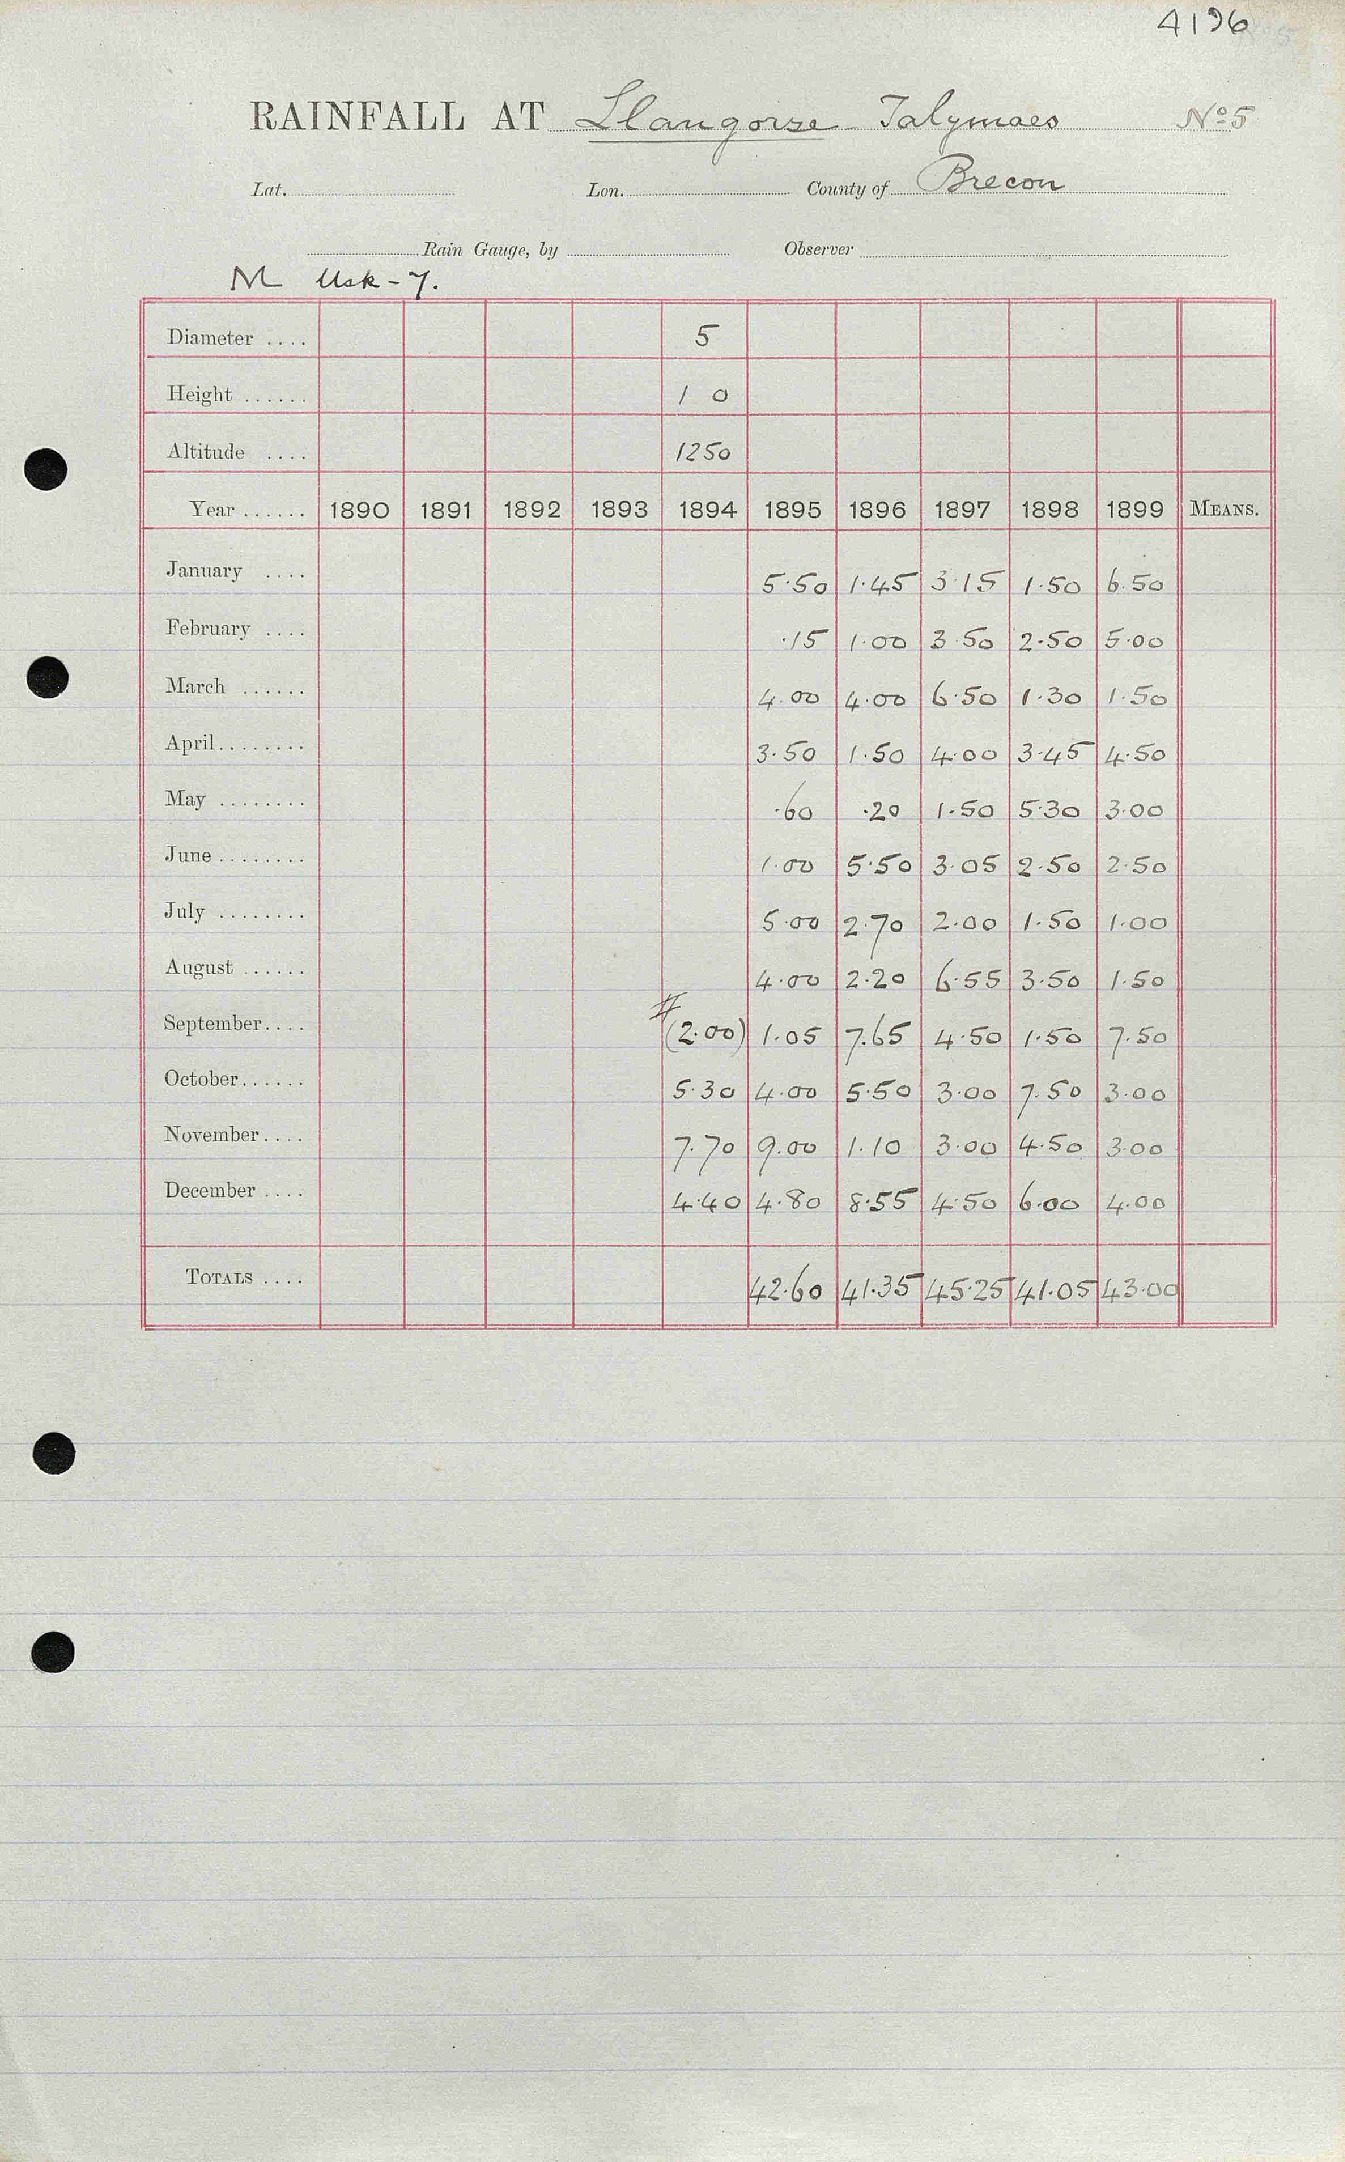 4196
RAINFALL AT Llangorse Talymaes No 5
Lat. Lon. County of Brecon
Rain Gauge, by Observer
M Usk - 7.
Diameter .... 5
Height ...... 1 0
Altitude .... 1250
Year ...... 1890 1891 1892 1893 1894 1895 1896 1897 1898 1899 MEANS.
January .... 5.50 1.45 3.15 1.50 6.50
February .... .15 1.00 3.50 2.50 5.00
March ...... 4.00 4.00 6.50 1.30 1.50
April........ 3.50 1.50 4.00 3.45 4.50
May ........ .60 .20 1.50 5.30 3.00
June ........ 1.00 5.50 3.05 2.50 2.50
July ........ 5.00 2.70 2.00 1.50 1.00
August ...... 4.00 2.20 6.55 3.50 1.50
September.... # (2.00) 1.05 7.65 4.50 1.50 7.50
October...... 5.30 4.00 5.50 3.00 7.50 3.00
November.... 7.70 9.00 1.10 3.00 4.50 3.00
December .... 4.40 4.80 8.55 4.50 6.00 4.00
TOTALS .... 42.60 41.35 45.25 41.05 43.00